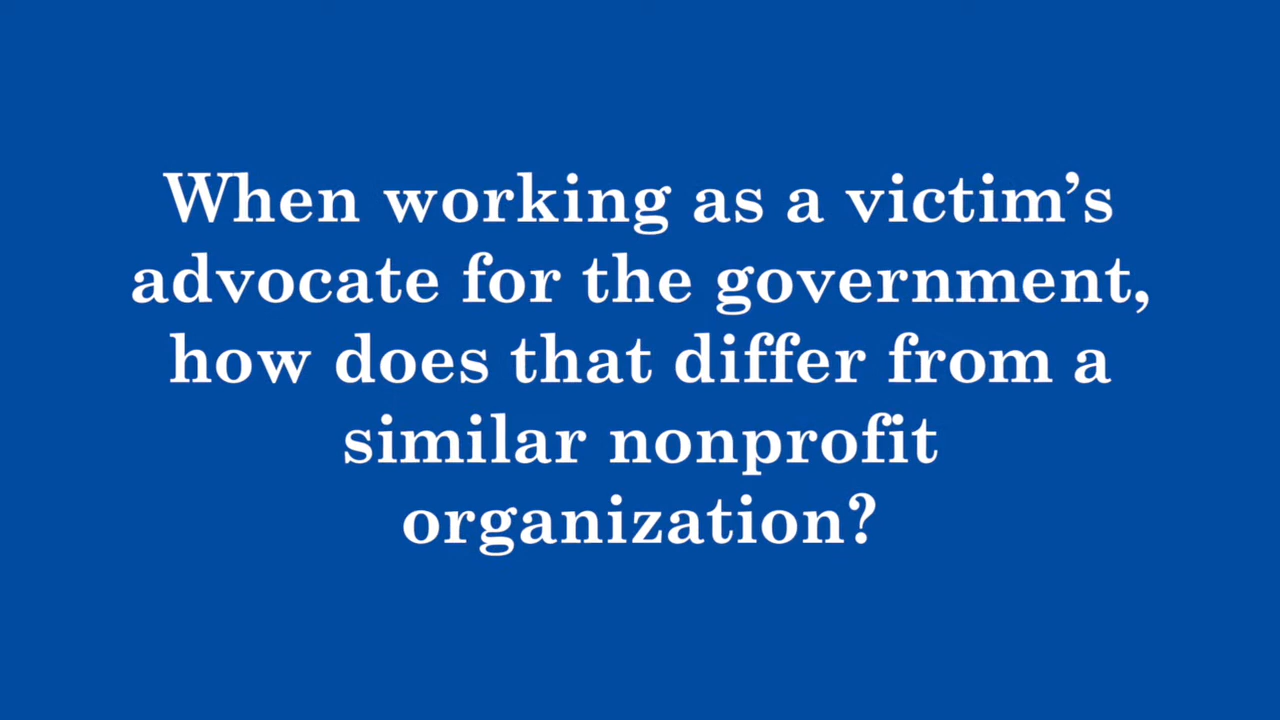 When working as a victim’s
advocate for the government,
how does that differ from a
similar nonprofit
organization?